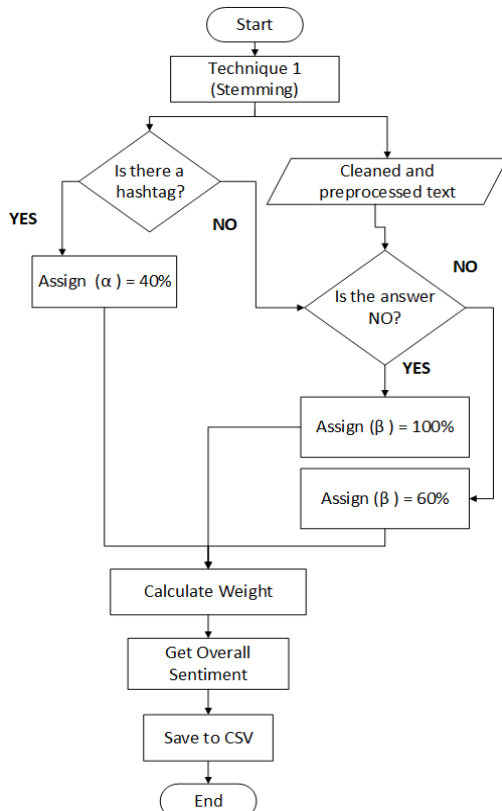 Start
Technique 1
(Stemming)
Is there a
hashtag?
Cleaned and
preprocessed text
YES
NO
Assign (α ) = 40%
Is the answer
NO?
NO
YES
Assign (β ) = 100%
Assign (β ) = 60%
Calculate Weight
Get Overall
Sentiment
Save to CSV
End